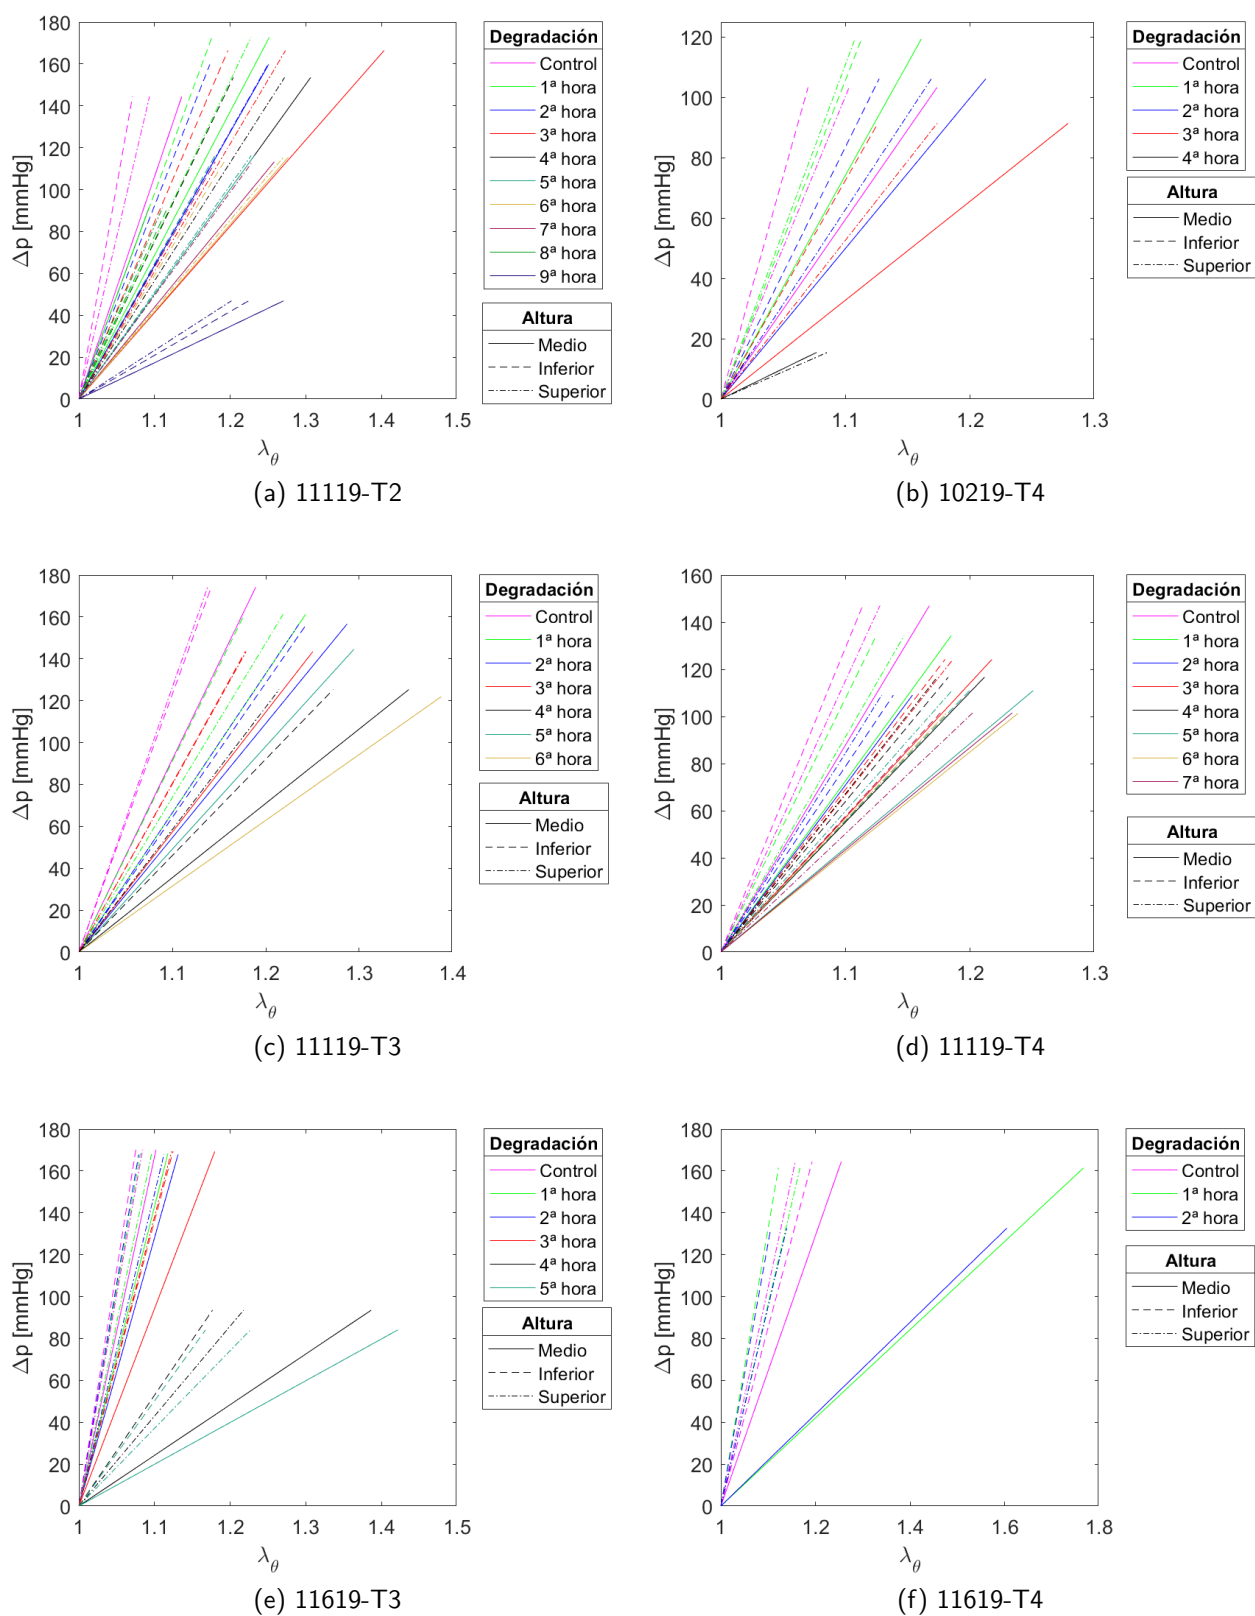 180
160
140
120
100
80
60
40
20
0
Δp [mmHg]
1 1.1 1.2 1.3 1.4 1.5
λθ
Degradación
Control
1ª hora
2ª hora
3ª hora
4ª hora
5ª hora
6ª hora
7ª hora
8ª hora
9ª hora
Altura
Medio
Inferior
Superior
(a) 11119-T2
120
100
80
60
40
20
0
Δp [mmHg]
1 1.1 1.2 1.3
λθ
Degradación
Control
1ª hora
2ª hora
3ª hora
4ª hora
Altura
Medio
Inferior
Superior
(b) 10219-T4
180
160
140
120
100
80
60
40
20
0
Δp [mmHg]
1 1.1 1.2 1.3 1.4
λθ
Degradación
Control
1ª hora
2ª hora
3ª hora
4ª hora
5ª hora
6ª hora
Altura
Medio
Inferior
Superior
(c) 11119-T3
160
140
120
100
80
60
40
20
0
Δp [mmHg]
1 1.1 1.2 1.3
λθ
Degradación
Control
1ª hora
2ª hora
3ª hora
4ª hora
5ª hora
6ª hora
7ª hora
Altura
Medio
Inferior
Superior
(d) 11119-T4
180
160
140
120
100
80
60
40
20
0
Δp [mmHg]
1 1.1 1.2 1.3 1.4 1.5
λθ
Degradación
Control
1ª hora
2ª hora
3ª hora
4ª hora
5ª hora
Altura
Medio
Inferior
Superior
(e) 11619-T3
180
160
140
120
100
80
60
40
20
0
Δp [mmHg]
1 1.2 1.4 1.6 1.8
λθ
Degradación
Control
1ª hora
2ª hora
Altura
Medio
Inferior
Superior
(f) 11619-T4